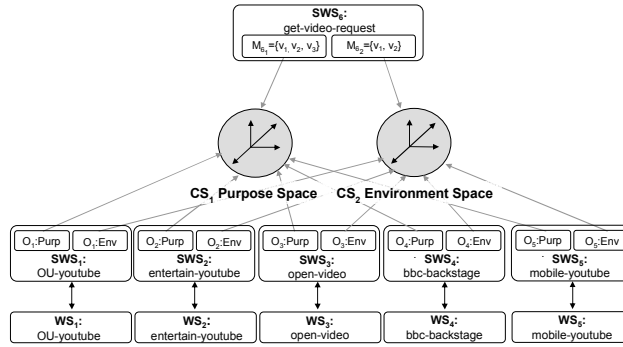 SWS6:
get-video-request
M61={v1, v2, v3} M62={v1, v2}
CS1 Purpose Space CS2 Environment Space
O1:Purp O1:Env O2:Purp O2:Env O3:Purp O3:Env O4:Purp O4:Env O5:Purp O5:Env
SWS1: SWS2: SWS3: SWS4: SWS5:
OU-youtube entertain-youtube open-video bbc-backstage mobile-youtube
WS1: WS2: WS3: WS4: WS5:
OU-youtube entertain-youtube open-video bbc-backstage mobile-youtube